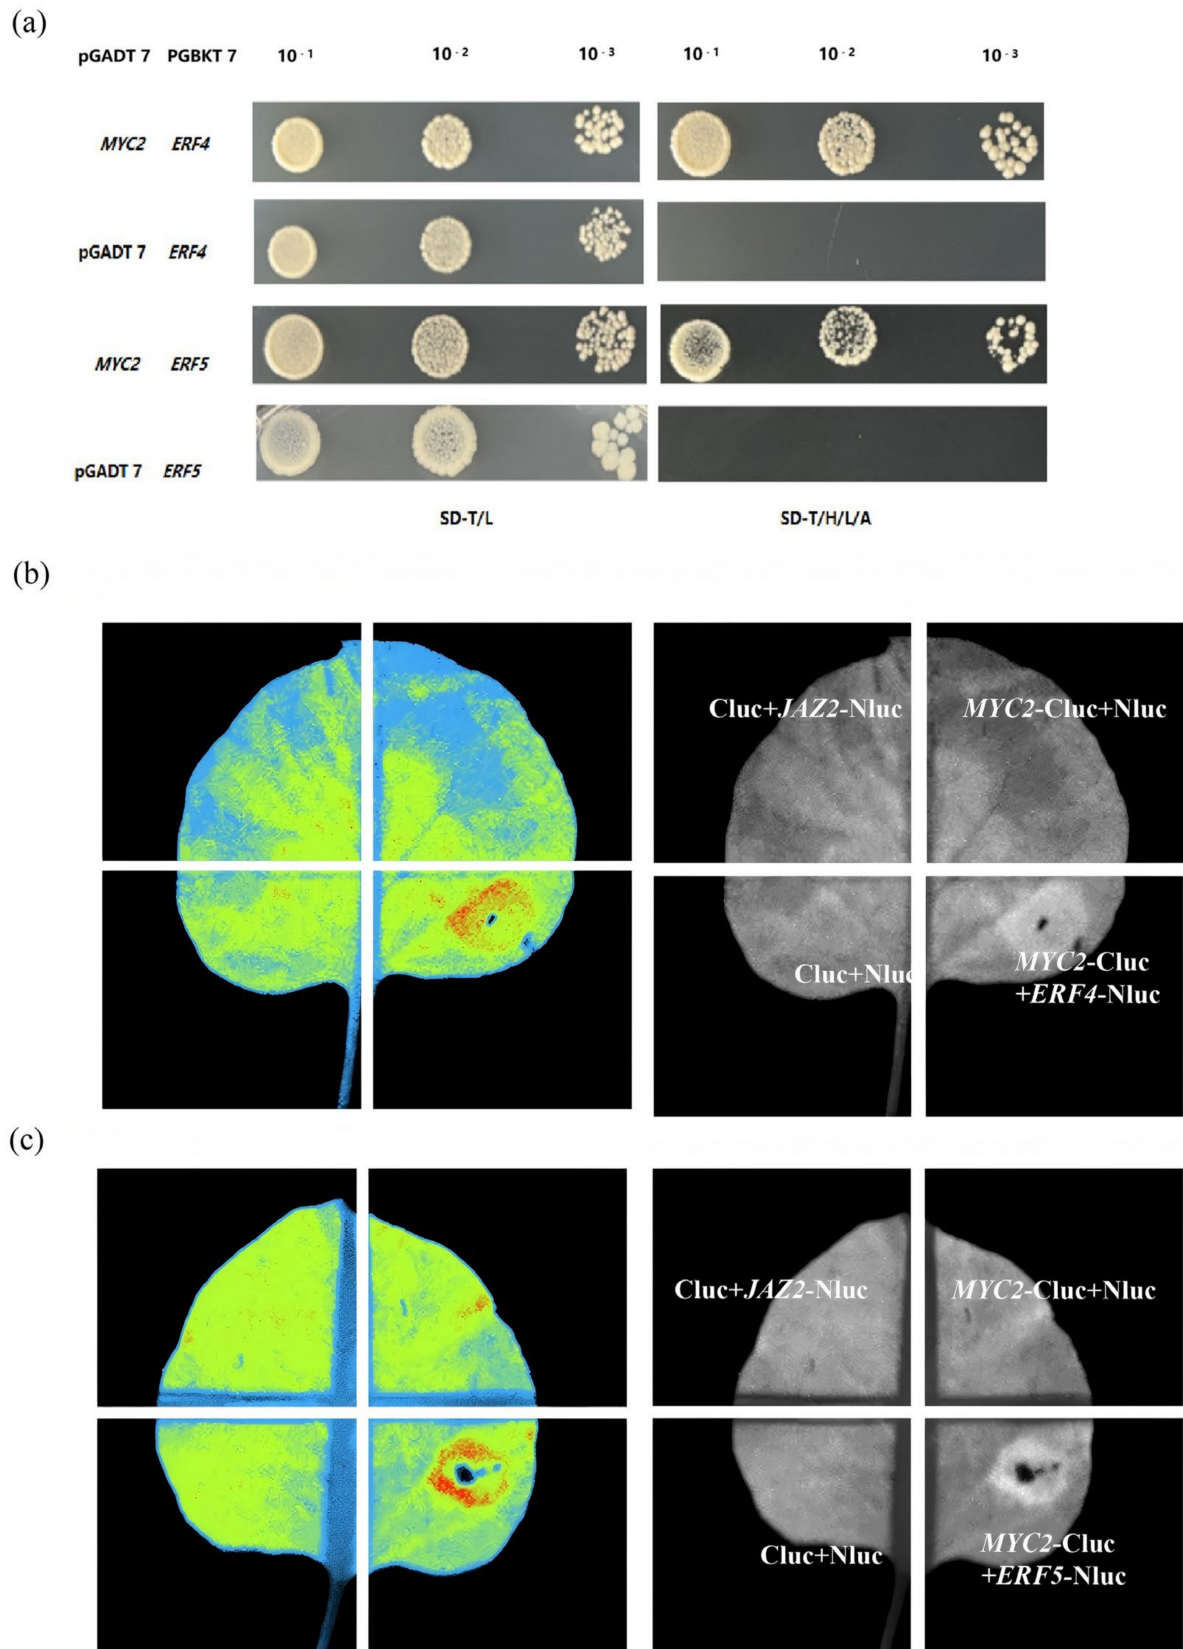 (a)
pGADT 7 PGBKT 7 10⁻¹ 10⁻² 10⁻³ 10⁻¹ 10⁻² 10⁻³
MYC2 ERF4
pGADT 7 ERF4
MYC2 ERF5
pGADT 7 ERF5
SD-T/L SD-T/H/L/A
(b)
Cluc+JAZ2-Nluc MYC2-Cluc+Nluc
Cluc+Nluc MYC2-Cluc
+ERF4-Nluc
(c)
Cluc+JAZ2-Nluc MYC2-Cluc+Nluc
Cluc+Nluc MYC2-Cluc
+ERF5-Nluc